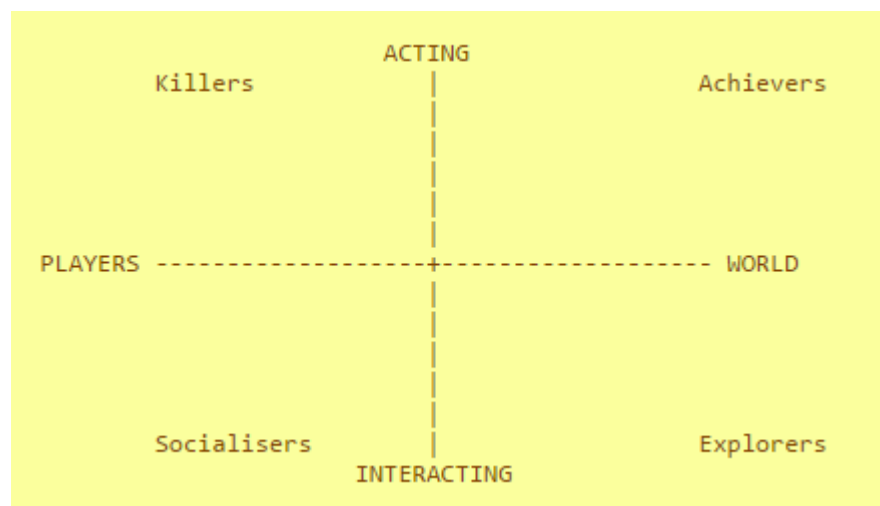 ACTING
Killers | Achievers
|
|
|
|
|
PLAYERS -------------------+------------------- WORLD
|
|
|
|
|
Socialisers | Explorers
INTERACTING